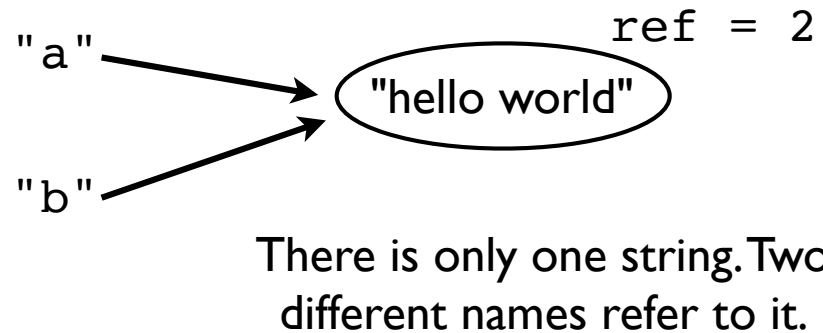 ref = 2
"a"
"hello world"
"b"
There is only one string. Two
different names refer to it.